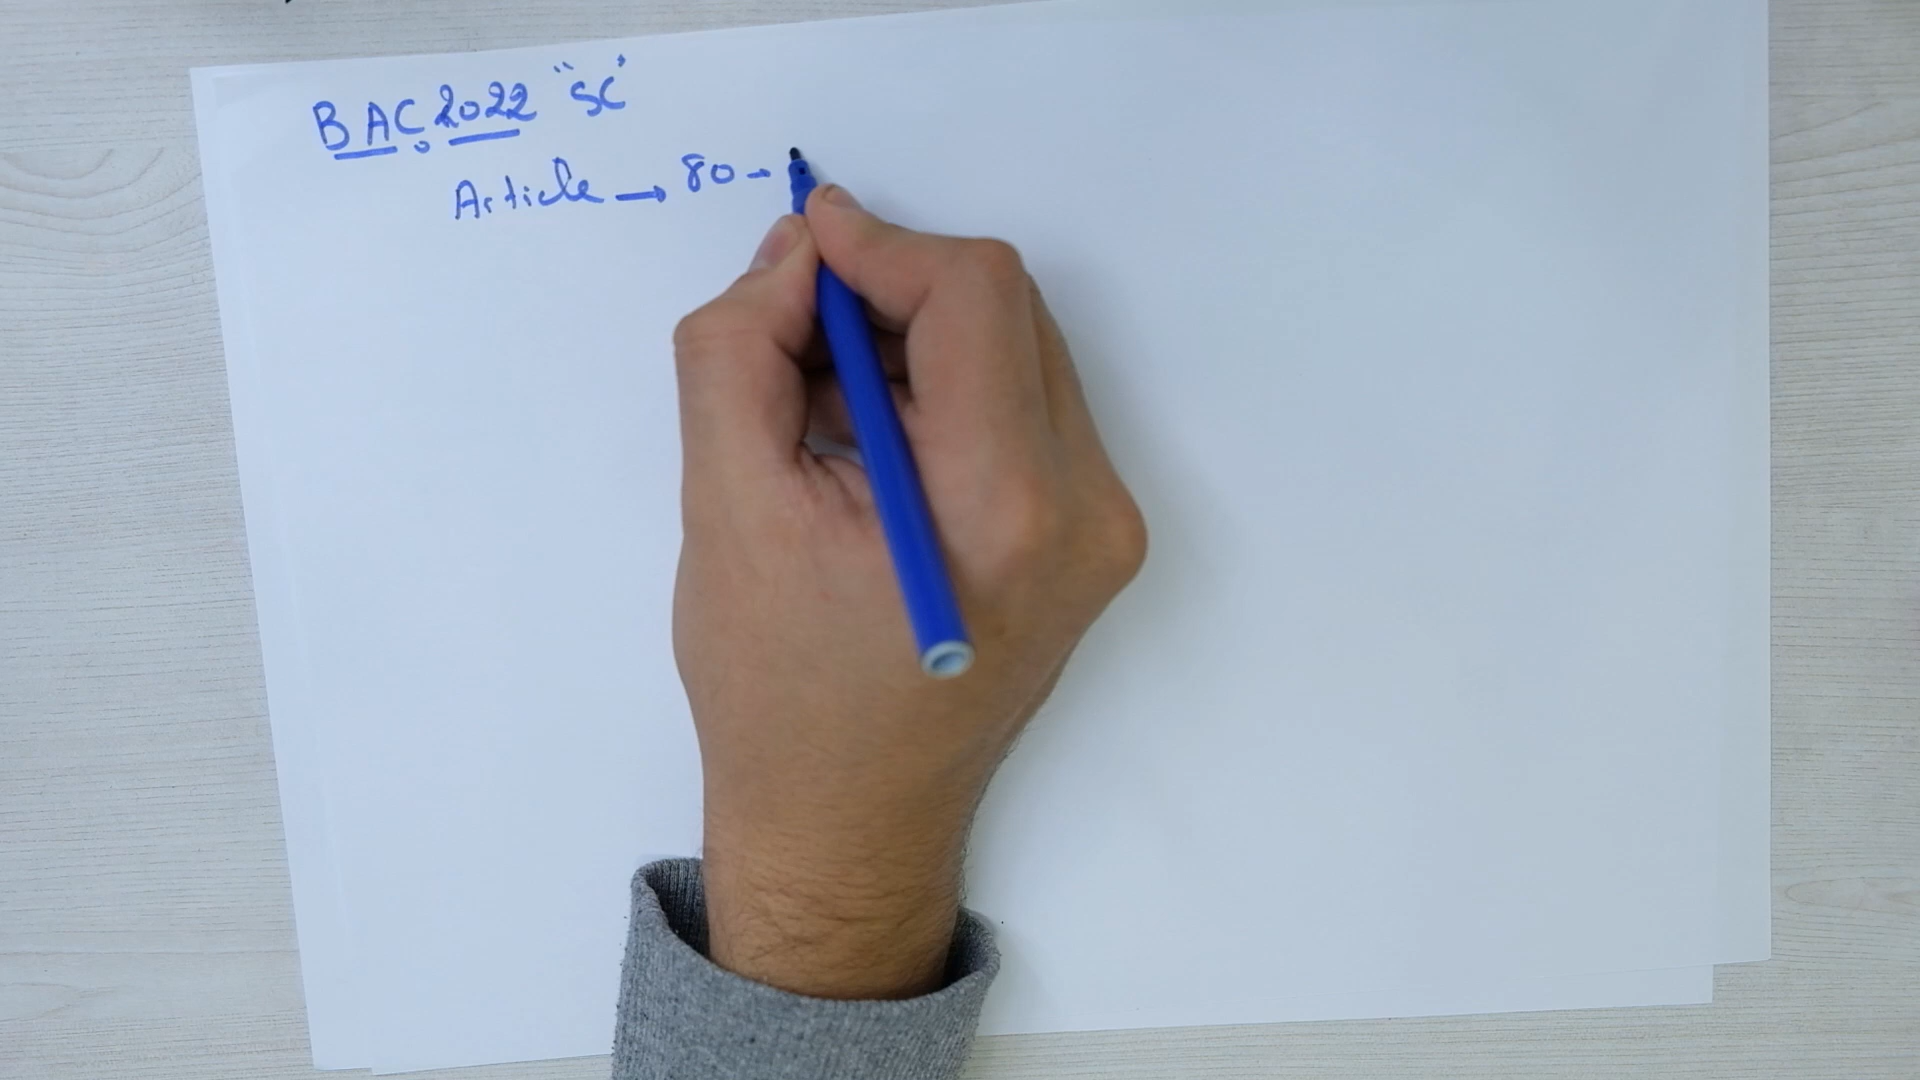 BAC 2022 "SC"
Article → 80 →